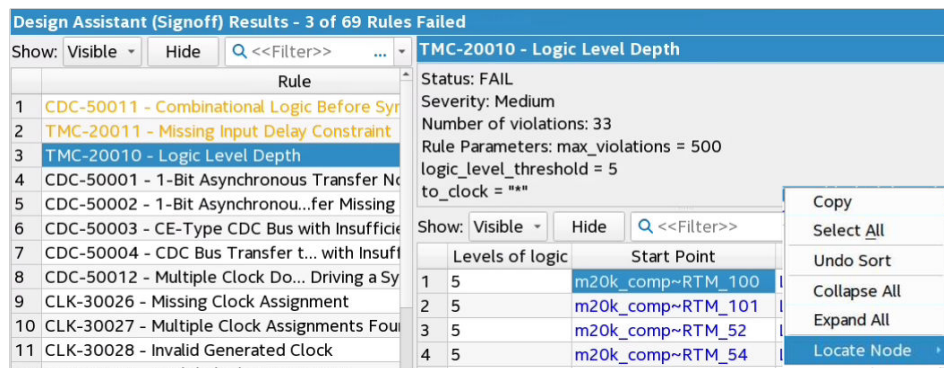 Design Assistant (Signoff) Results - 3 of 69 Rules Failed
Show: Visible Hide <<Filter>> ...
Rule
1 CDC-50011 - Combinational Logic Before Syr
2 TMC-20011 - Missing Input Delay Constraint
3 TMC-20010 - Logic Level Depth
4 CDC-50001 - 1-Bit Asynchronous Transfer No
5 CDC-50002 - 1-Bit Asynchronou...fer Missing
6 CDC-50003 - CE-Type CDC Bus with Insufficie
7 CDC-50004 - CDC Bus Transfer t... with Insuff
8 CDC-50012 - Multiple Clock Do... Driving a Sy
9 CLK-30026 - Missing Clock Assignment
10 CLK-30027 - Multiple Clock Assignments Foun
11 CLK-30028 - Invalid Generated Clock
TMC-20010 - Logic Level Depth
Status: FAIL
Severity: Medium
Number of violations: 33
Rule Parameters: max_violations = 500
logic_level_threshold = 5
to_clock = "*"
Show: Visible Hide <<Filter>>
Levels of logic Start Point
1 5 m20k_comp~RTM_100
2 5 m20k_comp~RTM_101
3 5 m20k_comp~RTM_52
4 5 m20k_comp~RTM_54
Copy
Select All
Undo Sort
Collapse All
Expand All
Locate Node